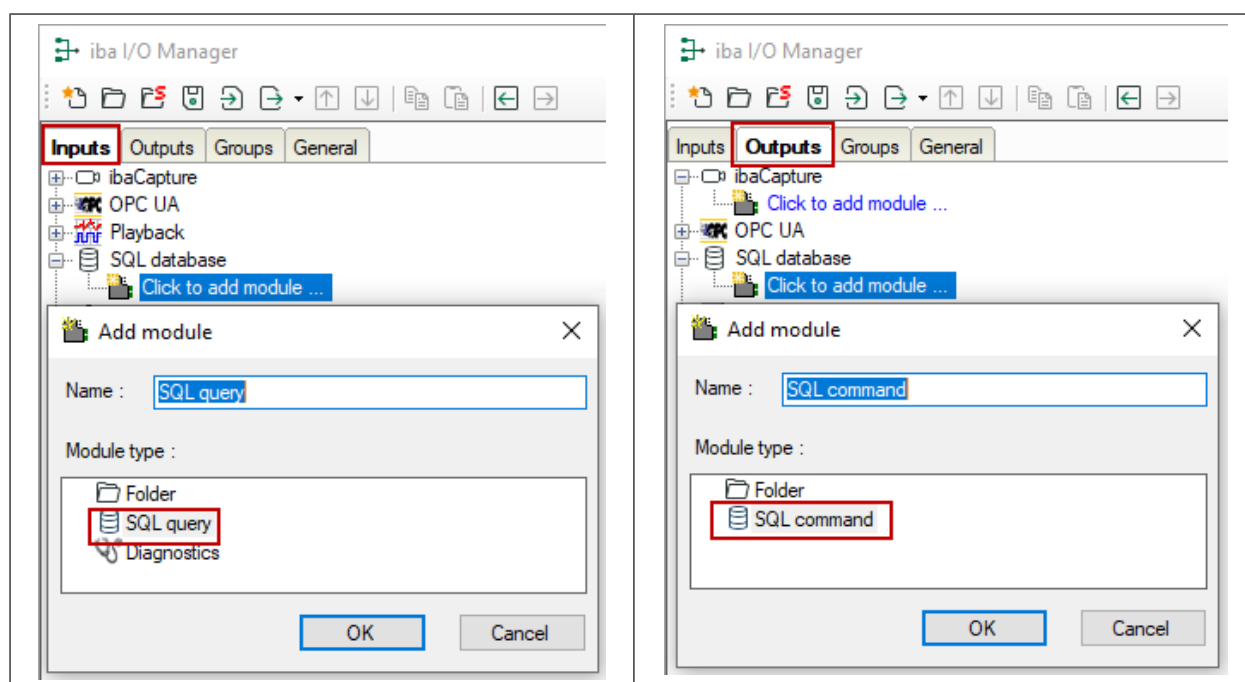 iba I/O Manager
Inputs Outputs Groups General
ibaCapture
OPC UA
Playback
SQL database
Click to add module ...
Add module
Name : SQL query
Module type :
Folder
SQL query
Diagnostics
OK Cancel
iba I/O Manager
Inputs Outputs Groups General
ibaCapture
Click to add module ...
OPC UA
SQL database
Click to add module ...
Add module
Name : SQL command
Module type :
Folder
SQL command
OK Cancel